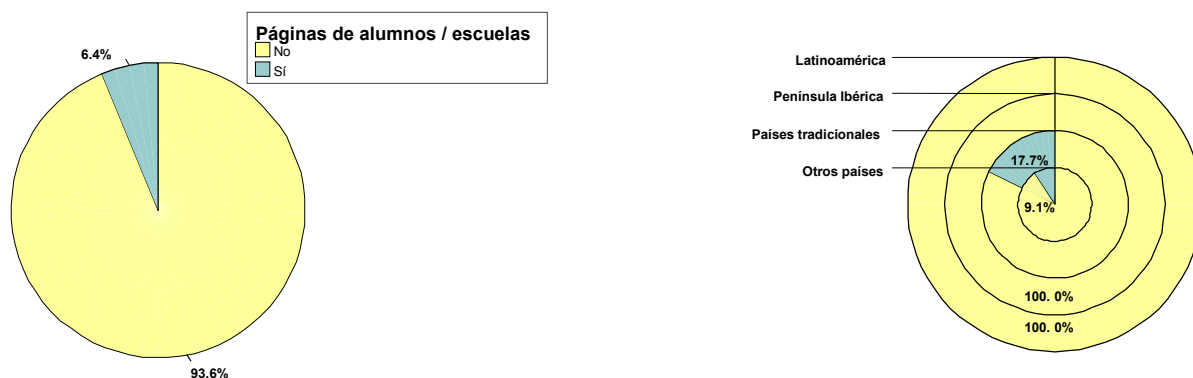 Páginas de alumnos / escuelas
No
Sí
6.4%
93.6%
Latinoamérica
Península Ibérica
Países tradicionales
Otros países
17.7%
9.1%
100. 0%
100. 0%